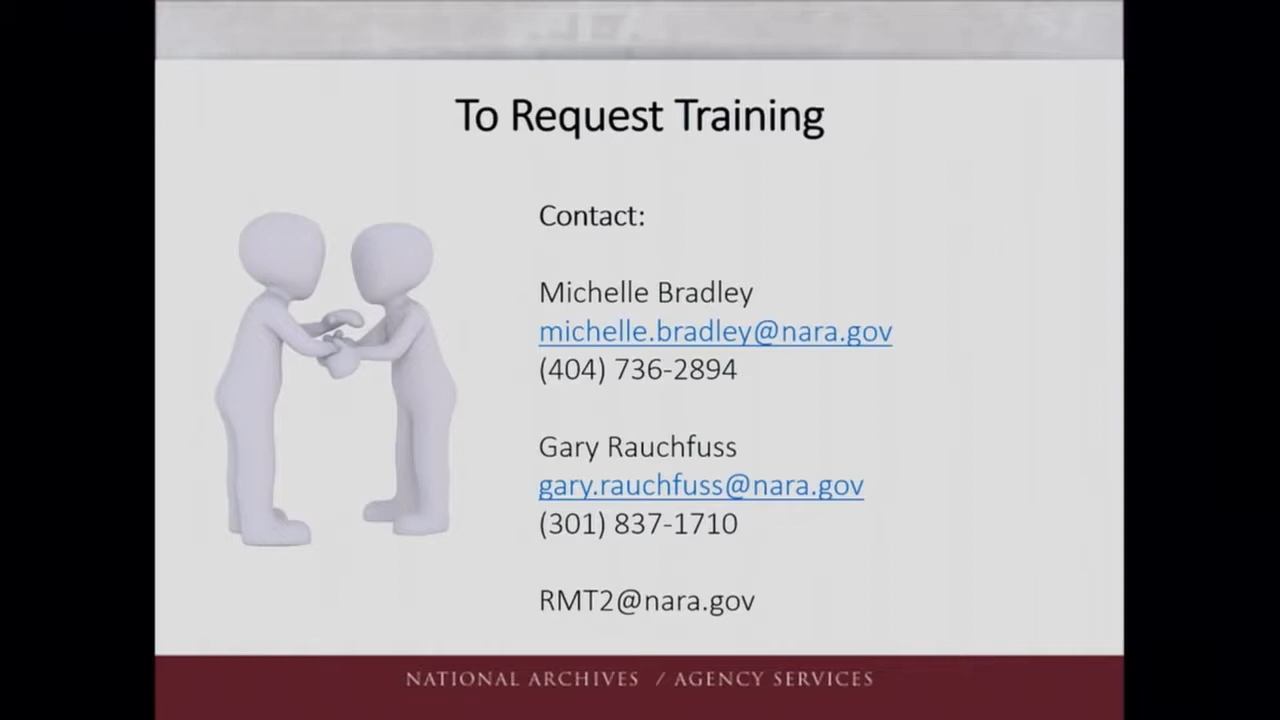 To Request Training
Contact:
Michelle Bradley
michelle.bradley@nara.gov
(404) 736-2894
Gary Rauchfuss
gary.rauchfuss@nara.gov
(301) 837-1710
RMT2@nara.gov
NATIONAL ARCHIVES / AGENCY SERVICES